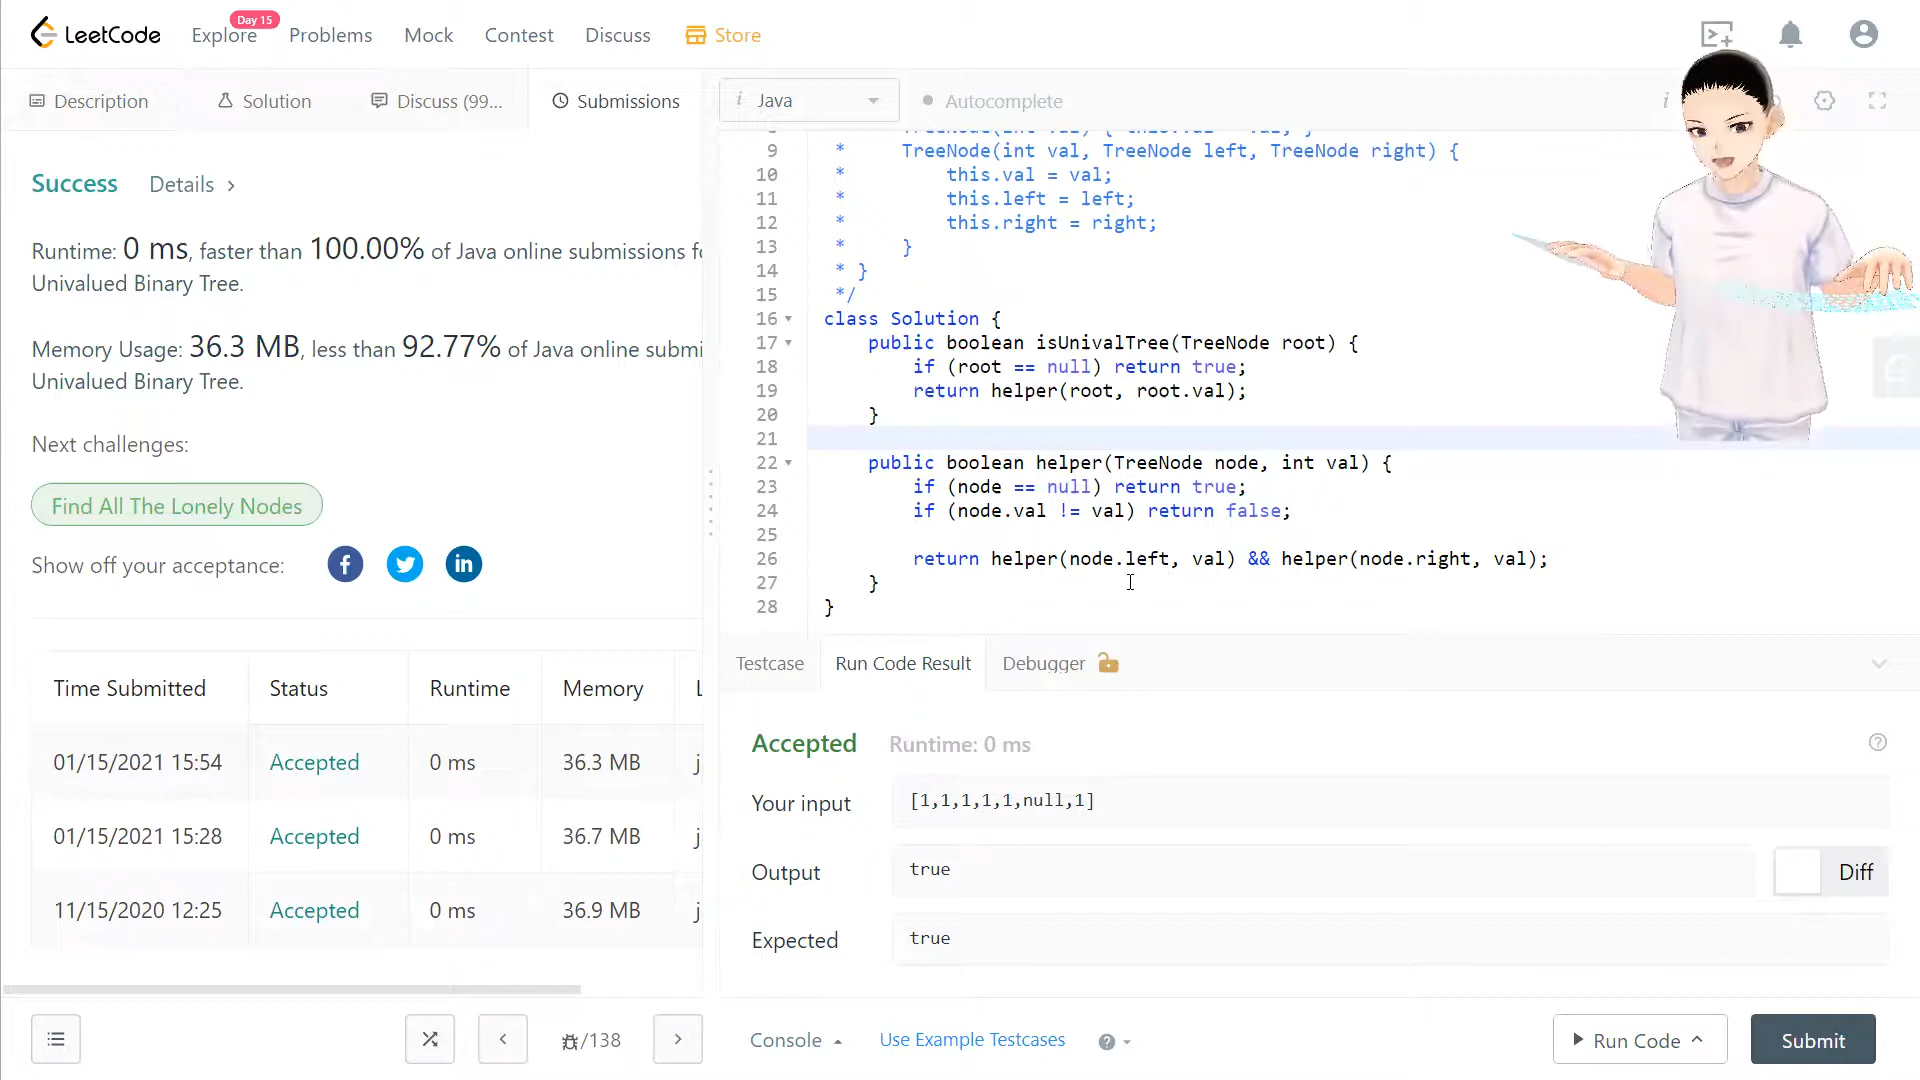 LeetCode
Explore
Day 15
Problems
Mock
Contest
Discuss
Store
Description
Solution
Discuss (99...
Submissions
i Java
Autocomplete
i
Success
Details >
Runtime: 0 ms, faster than 100.00% of Java online submissions fo
Univalued Binary Tree.
Memory Usage: 36.3 MB, less than 92.77% of Java online submi
Univalued Binary Tree.
Next challenges:
Find All The Lonely Nodes
Show off your acceptance:
Time Submitted Status Runtime Memory L
01/15/2021 15:54 Accepted 0 ms 36.3 MB j
01/15/2021 15:28 Accepted 0 ms 36.7 MB j
11/15/2020 12:25 Accepted 0 ms 36.9 MB j
/138
9 * TreeNode(int val, TreeNode left, TreeNode right) {
10 * this.val = val;
11 * this.left = left;
12 * this.right = right;
13 * }
14 * }
15 */
16 class Solution {
17 public boolean isUnivalTree(TreeNode root) {
18 if (root == null) return true;
19 return helper(root, root.val);
20 }
21
22 public boolean helper(TreeNode node, int val) {
23 if (node == null) return true;
24 if (node.val != val) return false;
25
26 return helper(node.left, val) && helper(node.right, val);
27 }
28 }
Testcase
Run Code Result
Debugger
Accepted Runtime: 0 ms
Your input [1,1,1,1,1,null,1]
Output true
Diff
Expected true
Console
Use Example Testcases
Run Code
Submit